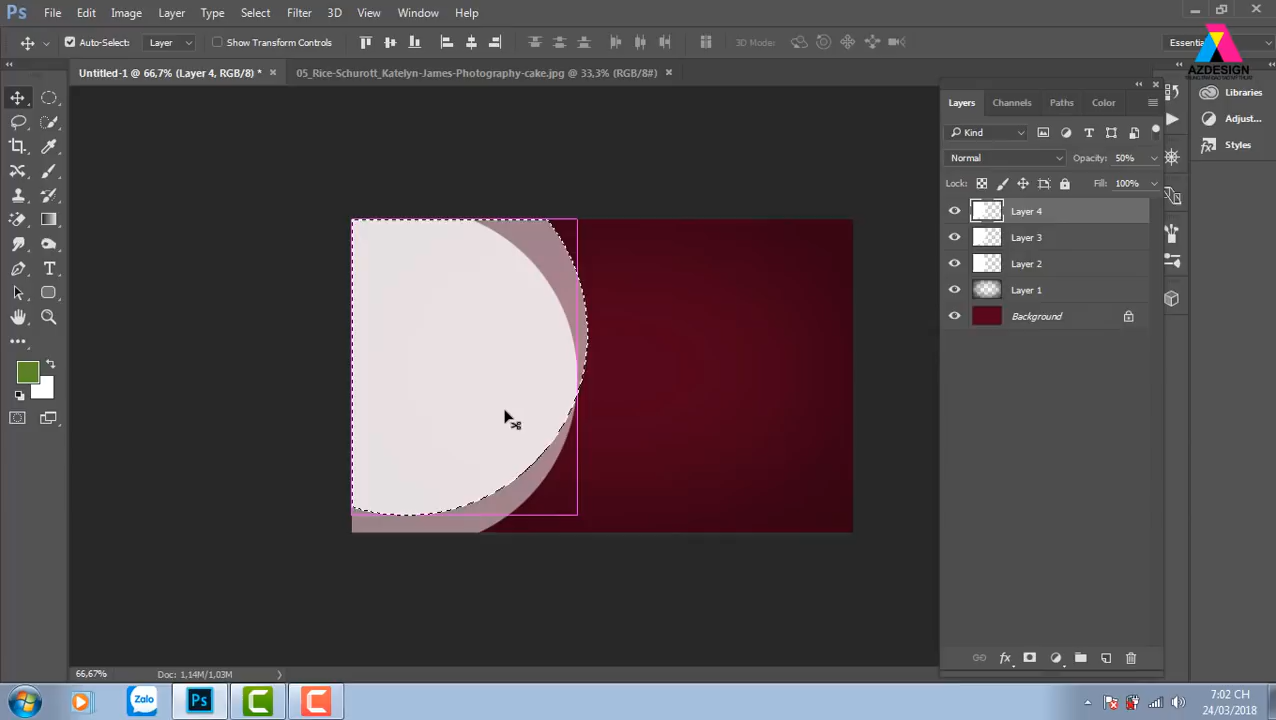 Ps File Edit Image Layer Type Select Filter 3D View Window Help
Auto-Select: Layer Show Transform Controls 3D Mode: Essentia
AZDESIGN
Untitled-1 @ 66,7% (Layer 4, RGB/8) * 05_Rice-Schurott_Katelyn-James-Photography-cake.jpg @ 33,3% (RGB/8#)
Layers Channels Paths Color
Libraries
Adjust...
Styles
Kind
Normal Opacity: 50%
Lock: Fill: 100%
Layer 4
Layer 3
Layer 2
Layer 1
Background
fx
66,67% Doc: 1,14M/1,03M
Zalo Ps
7:02 CH
24/03/2018